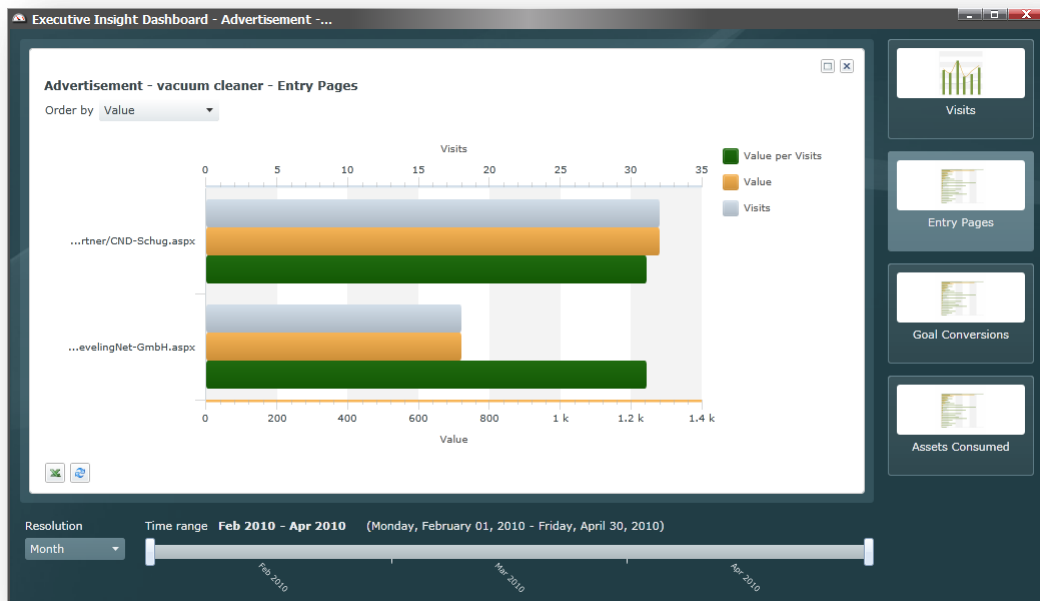 Executive Insight Dashboard - Advertisement -...
Advertisement - vacuum cleaner - Entry Pages
Order by Value
Visits
0 5 10 15 20 25 30 35
Value per Visits
Value
Visits
...rtner/CND-Schug.aspx
...evelingNet-GmbH.aspx
0 200 400 600 800 1 k 1.2 k 1.4 k
Value
Visits
Entry Pages
Goal Conversions
Assets Consumed
Resolution
Month
Time range Feb 2010 - Apr 2010 (Monday, February 01, 2010 - Friday, April 30, 2010)
Feb 2010
Mar 2010
Apr 2010